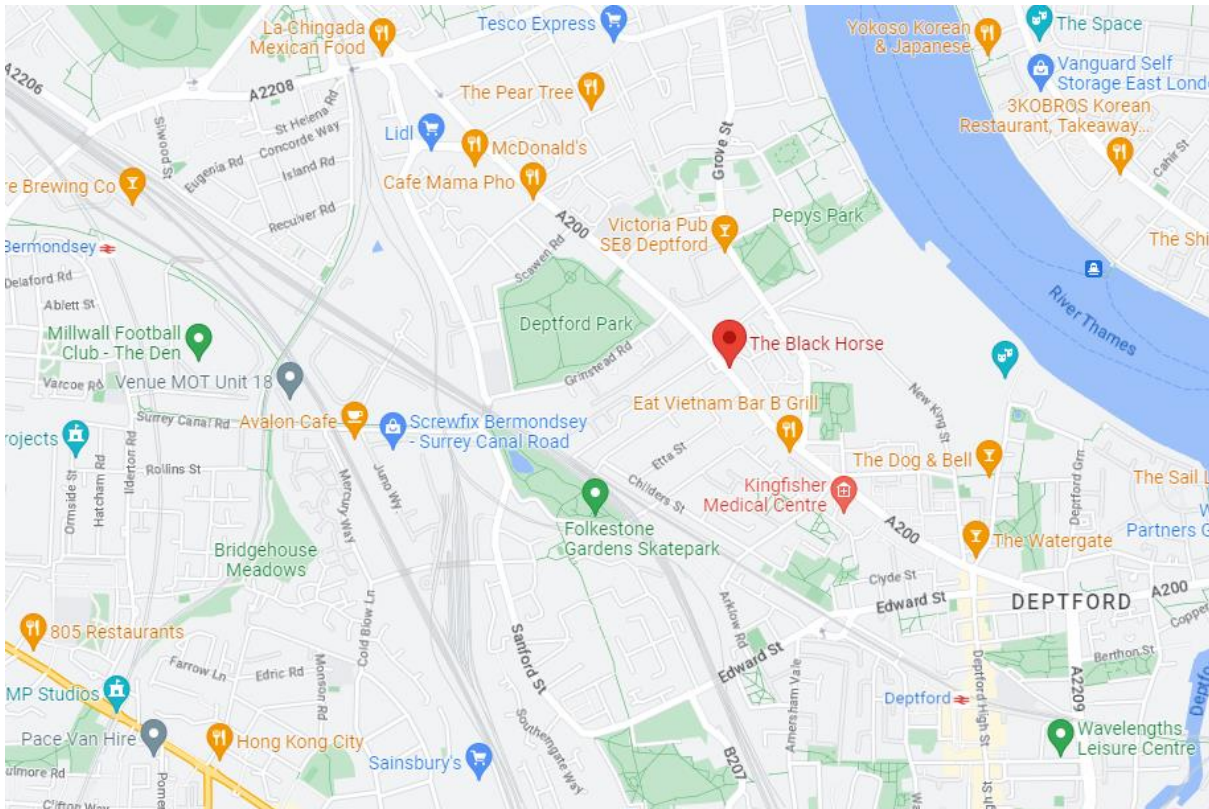 La Chingada
Mexican Food
Tesco Express
Yokoso Korean
& Japanese
The Space
Vanguard Self
Storage East Londo
3KOBROS Korean
Restaurant, Takeaway...
A2206
A2208
St Helena Rd
Concorde Way
Island Rd
Silwood St
Eugenia Rd
Reculver Rd
The Pear Tree
Lidl
McDonald's
Cafe Mama Pho
Grove St
Cahir St
re Brewing Co
A200
Victoria Pub
SE8 Deptford
Pepys Park
The Shi
Bermondsey
Scawen Rd
Delaford Rd
Ablett St
River Thames
Millwall Football
Club - The Den
Deptford Park
The Black Horse
Varcoe Rd
Venue MOT Unit 18
Grinstead Rd
New King St
Surrey Canal Rd
Avalon Cafe
Screwfix Bermondsey
- Surrey Canal Road
Eat Vietnam Bar B Grill
rojects
Ormside St
Hatcham Rd
Ilderton Rd
Rollins St
Mercury Way
Juno Wy.
Etta St
Childers St
The Dog & Bell
Deptford Grn
The Sail L
Kingfisher
Medical Centre
W
Partners G
Folkestone
Gardens Skatepark
A200
The Watergate
Bridgehouse
Meadows
Clyde St
Edward St
DEPTFORD
A200
Copper
Cold Blow Ln
Sanford St
Arklow Rd
805 Restaurants
Farrow Ln
Edric Rd
Monson Rd
Edward St
Amersham Vale
Deptford High St
Berthon St
A2209
MP Studios
Deptford
Deptfo
Pace Van Hire
Hong Kong City
Sainsbury's
Southerngate Way
B207
Wavelengths
Leisure Centre
ulmore Rd
Pomer
Clifton Way
h St